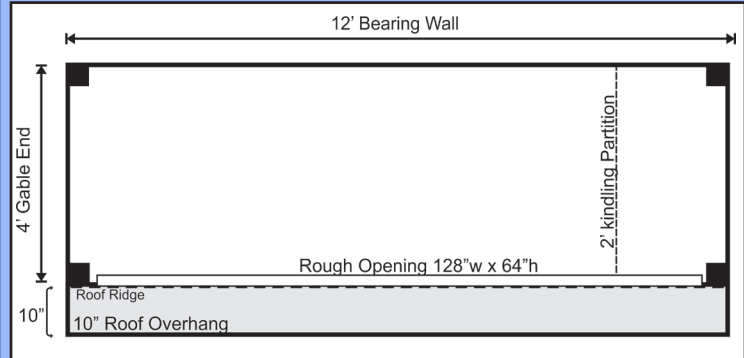 12’ Bearing Wall
4’ Gable End
2’ kindling Partition
Rough Opening 128”w x 64”h
Roof Ridge
10”
10” Roof Overhang